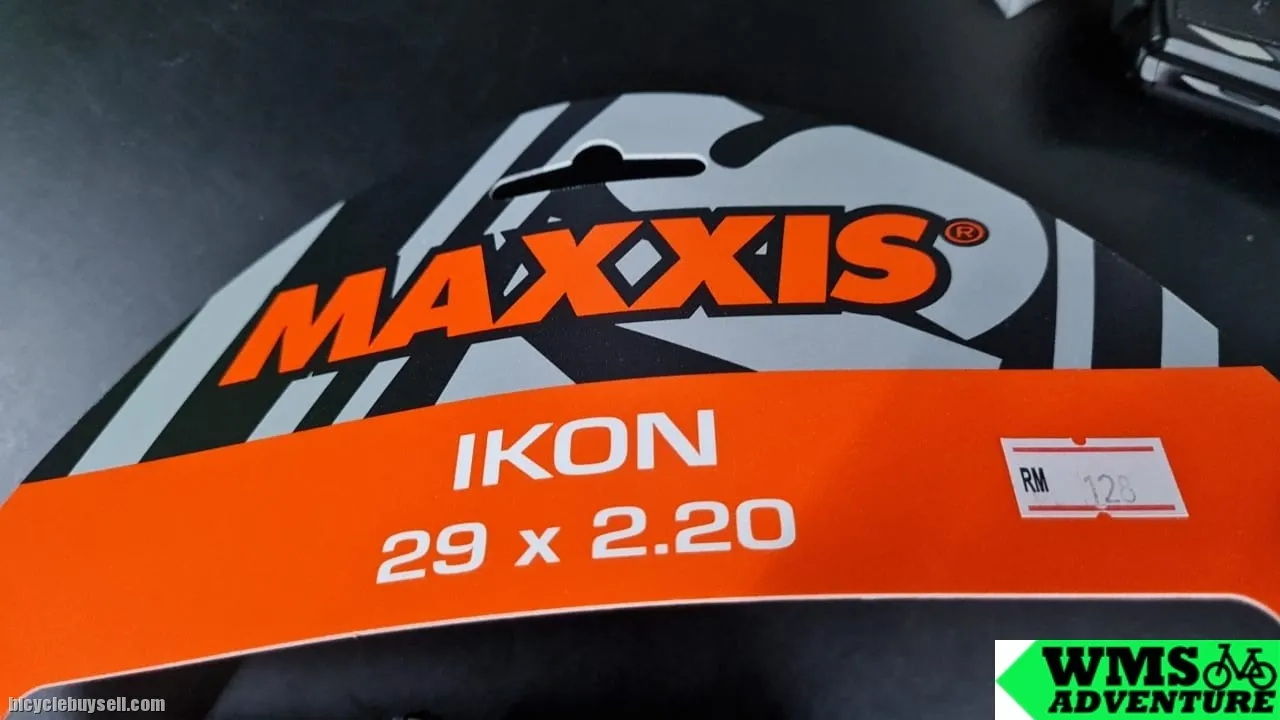 MAXXIS®
IKON
29 x 2.20
RM 128
WMS
ADVENTURE
bicyclebuysell.com